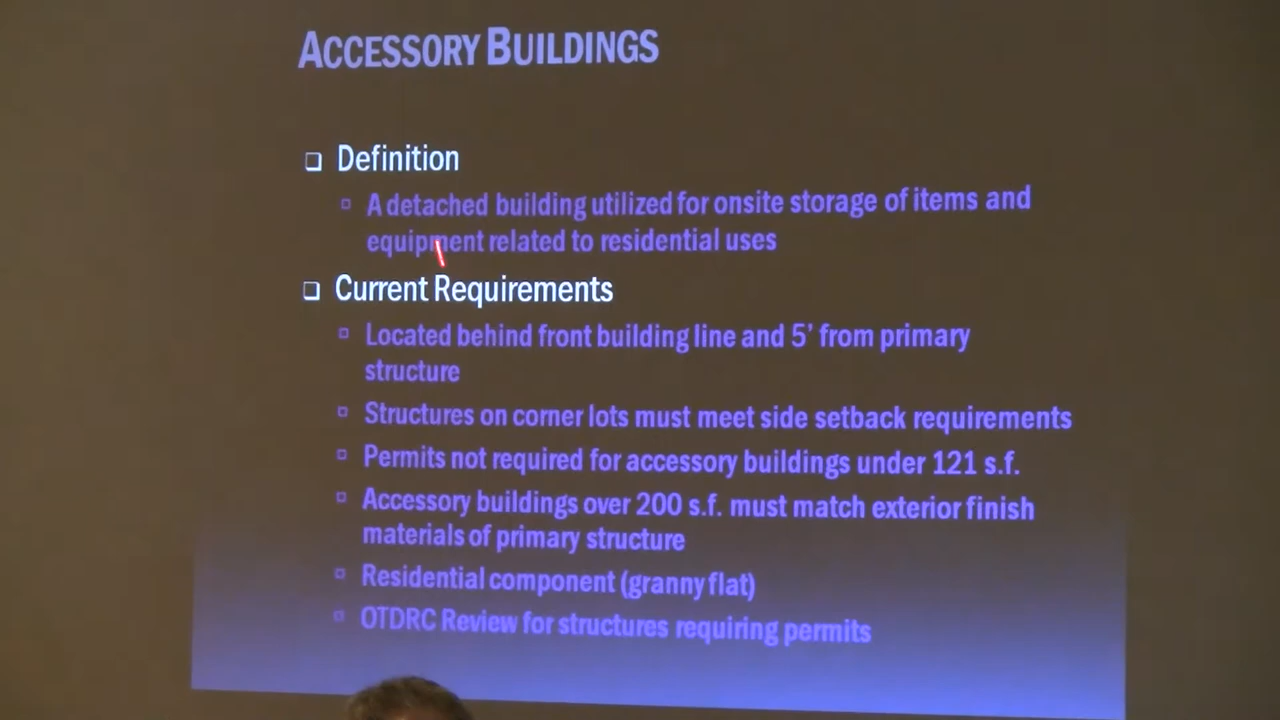 ACCESSORY BUILDINGS
Definition
A detached building utilized for onsite storage of items and
equipment related to residential uses
Current Requirements
Located behind front building line and 5' from primary
structure
Structures on corner lots must meet side setback requirements
Permits not required for accessory buildings under 121 s.f.
Accessory buildings over 200 s.f. must match exterior finish
materials of primary structure
Residential component (granny flat)
OTDRC Review for structures requiring permits